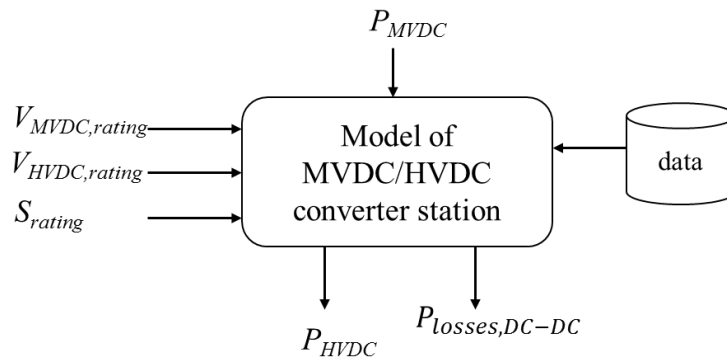 P_MVDC
V_MVDC,rating
V_HVDC,rating
S_rating
Model of
MVDC/HVDC
converter station
data
P_HVDC
P_losses,DC−DC